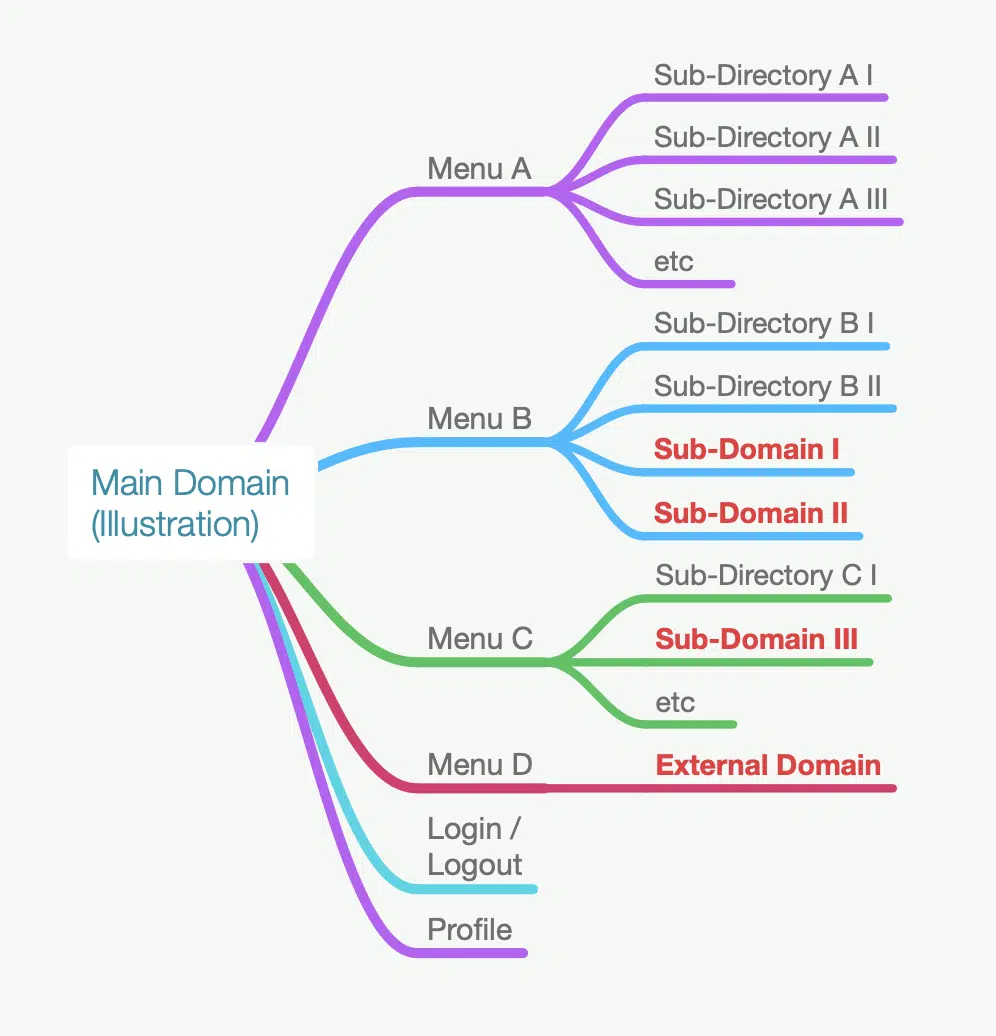 Main Domain
(Illustration)
Menu A
Sub-Directory A I
Sub-Directory A II
Sub-Directory A III
etc
Menu B
Sub-Directory B I
Sub-Directory B II
Sub-Domain I
Sub-Domain II
Menu C
Sub-Directory C I
Sub-Domain III
etc
Menu D
External Domain
Login /
Logout
Profile